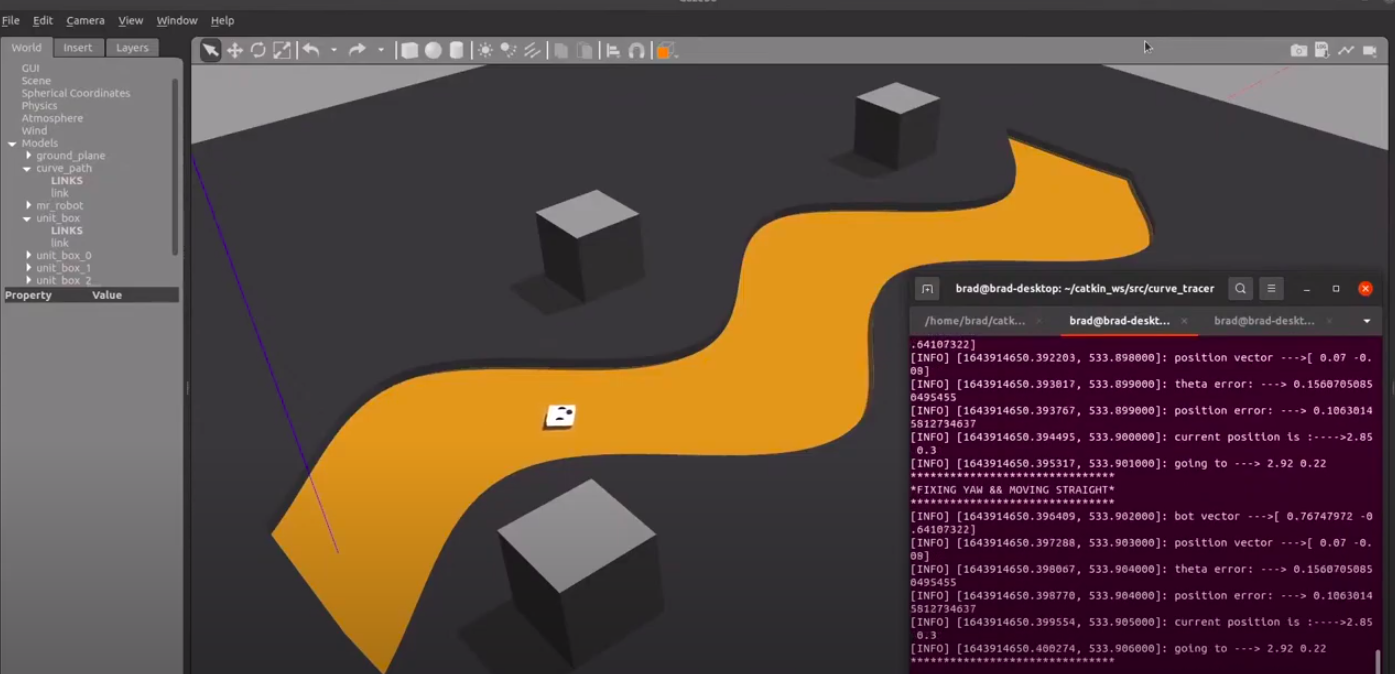 File Edit Camera View Window Help
World Insert Layers
GUI
Scene
Spherical Coordinates
Physics
Atmosphere
Wind
Models
ground_plane
curve_path
LINKS
link
mr_robot
unit_box
LINKS
link
unit_box_0
unit_box_1
unit_box_2
Property Value
brad@brad-desktop: ~/catkin_ws/src/curve_tracer
/home/brad/catk... brad@brad-deskt... brad@brad-deskt...
.64107322]
[INFO] [1643914650.392203, 533.898000]: position vector --->[ 0.07 -0.
08]
[INFO] [1643914650.393017, 533.899000]: theta error: ---> 0.1560705085
0495455
[INFO] [1643914650.393767, 533.899000]: position error: ---> 0.1063014
5812734637
[INFO] [1643914650.394495, 533.900000]: current position is :---->2.85
0.3
[INFO] [1643914650.395317, 533.901000]: going to ---> 2.92 0.22
*******************************
*FIXING YAW && MOVING STRAIGHT*
*******************************
[INFO] [1643914650.396409, 533.902000]: bot vector --->[ 0.76747972 -0
.64107322]
[INFO] [1643914650.397288, 533.903000]: position vector --->[ 0.07 -0.
08]
[INFO] [1643914650.398067, 533.904000]: theta error: ---> 0.1560705085
0495455
[INFO] [1643914650.398770, 533.904000]: position error: ---> 0.1063014
5812734637
[INFO] [1643914650.399554, 533.905000]: current position is :---->2.85
0.3
[INFO] [1643914650.400274, 533.906000]: going to ---> 2.92 0.22
*******************************